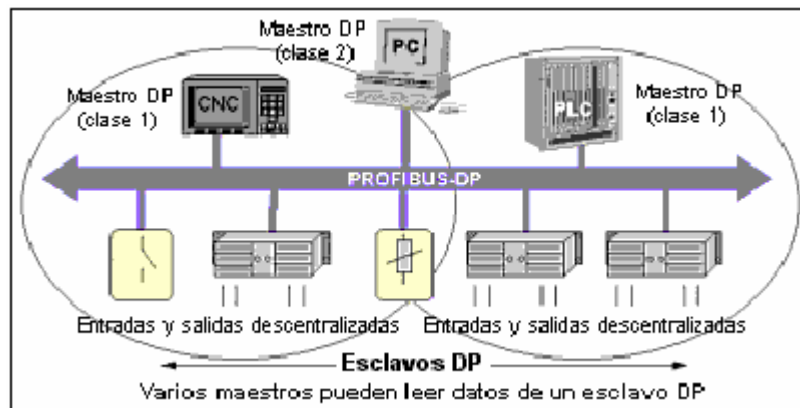 Maestro DP
(clase 2)
PC
Maestro DP
(clase 1)
CNC
PLC
Maestro DP
(clase 1)
PROFIBUS-DP
Entradas y salidas descentralizadas
Entradas y salidas descentralizadas
Esclavos DP
Varios maestros pueden leer datos de un esclavo DP